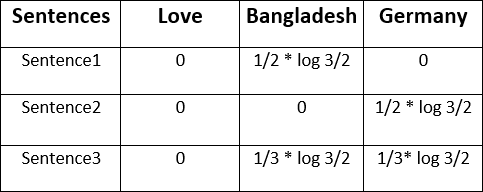 Sentences Love Bangladesh Germany
Sentence1 0 1/2 * log 3/2 0
Sentence2 0 0 1/2 * log 3/2
Sentence3 0 1/3 * log 3/2 1/3* log 3/2